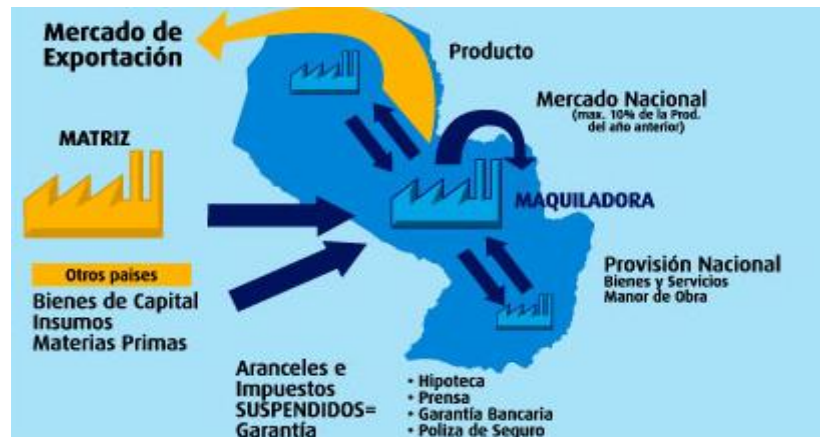 Mercado de
Exportación
Producto
Mercado Nacional
(max. 10% de la Prod.
del año anterior)
MATRIZ
MAQUILADORA
Otros paises
Bienes de Capital
Insumos
Materias Primas
Provisión Nacional
Bienes y Servicios
Manor de Obra
Aranceles e
Impuestos
SUSPENDIDOS=
Garantía
• Hipoteca
• Prensa
• Garantía Bancaria
• Poliza de Seguro